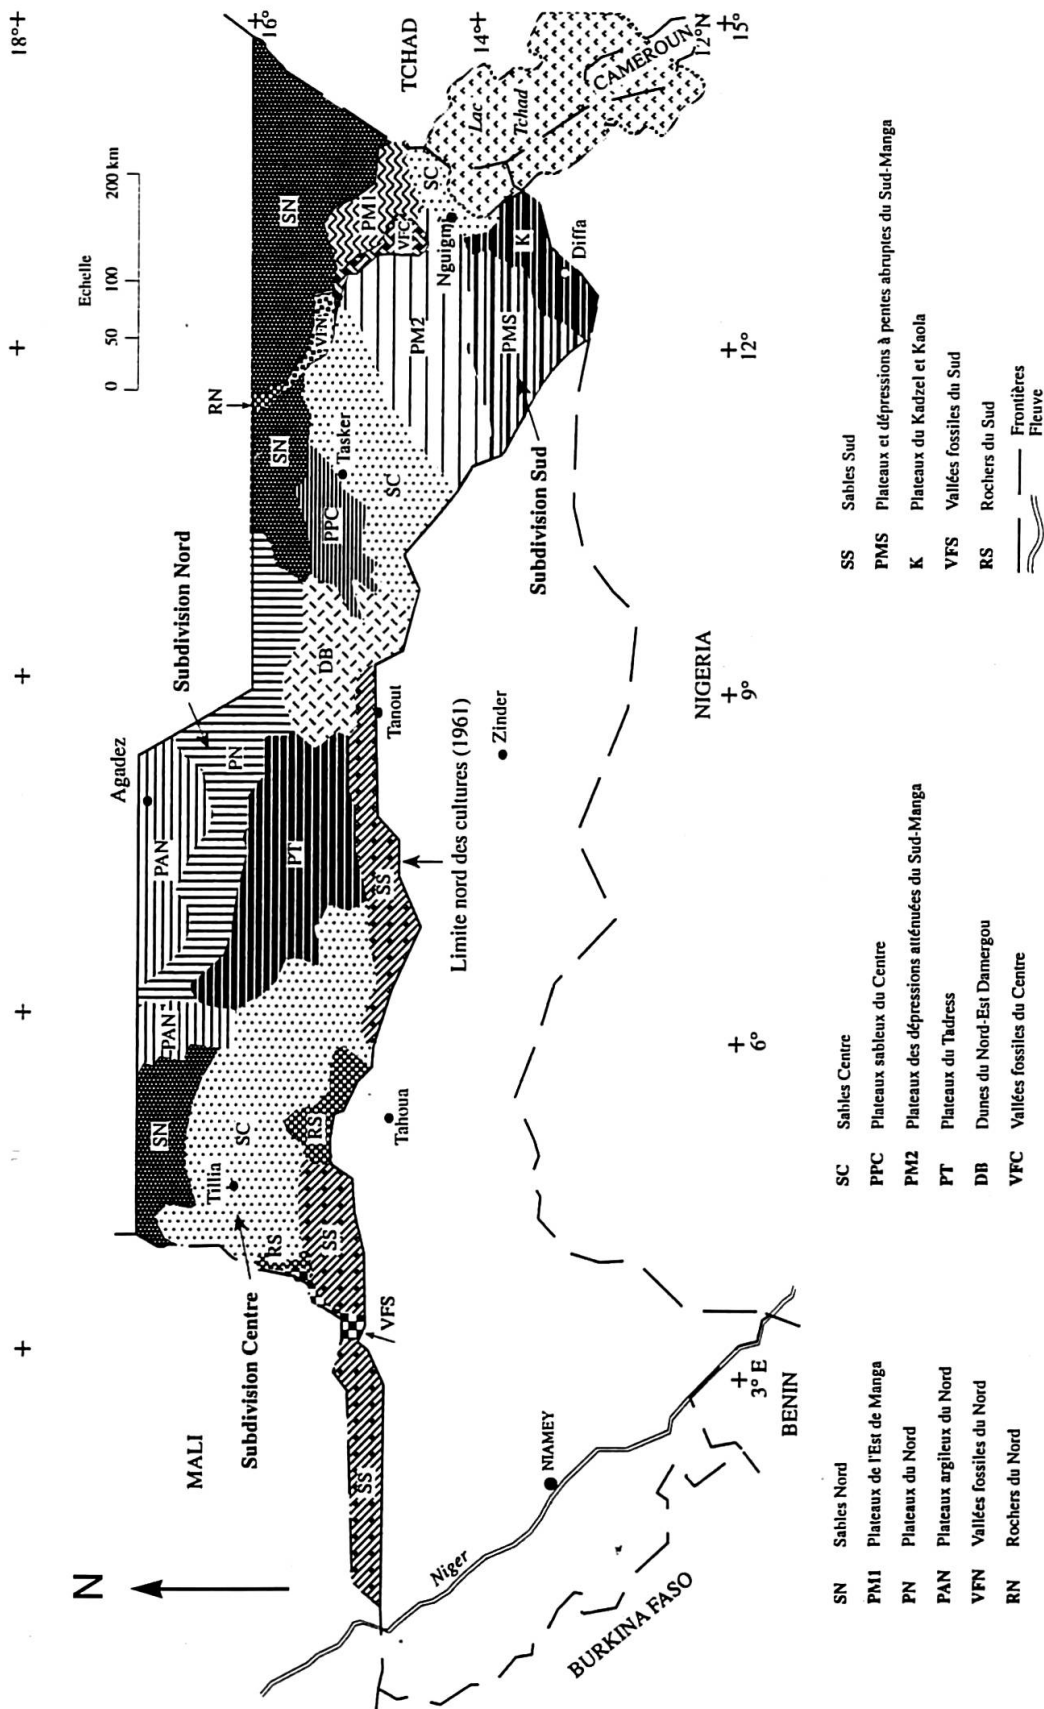 18°
16°
14°
12° N
15°
12°
9°
6°
3° E
N
Echelle
0 50 100 200 km
MALI
TCHAD
Lac
Tchad
CAMEROUN
NIGERIA
BENIN
BURKINA FASO
Niger
NIAMEY
Subdivision Nord
Subdivision Centre
Subdivision Sud
Limite nord des cultures (1961)
Agadez
Tillia
Tahoua
Tanout
Zinder
Tasker
Nguigmi
Diffa
SN
PAN
PAN
PN
PT
SC
RS
RS
SS
SS
SS
VFS
DB
PPC
SN
RN
VFN
SN
SC
PM1
VFC
SC
PM2
PMS
K
SN Sables Nord
PM1 Plateaux de l'Est de Manga
PN Plateaux du Nord
PAN Plateaux argileux du Nord
VFN Vallées fossiles du Nord
RN Rochers du Nord
SC Sables Centre
PPC Plateaux sableux du Centre
PM2 Plateaux des dépressions atténuées du Sud-Manga
PT Plateaux du Tadress
DB Dunes du Nord-Est Damergou
VFC Vallées fossiles du Centre
SS Sables Sud
PMS Plateaux et dépressions à pentes abruptes du Sud-Manga
K Plateaux du Kadzel et Kaola
VFS Vallées fossiles du Sud
RS Rochers du Sud
Frontières
Fleuve